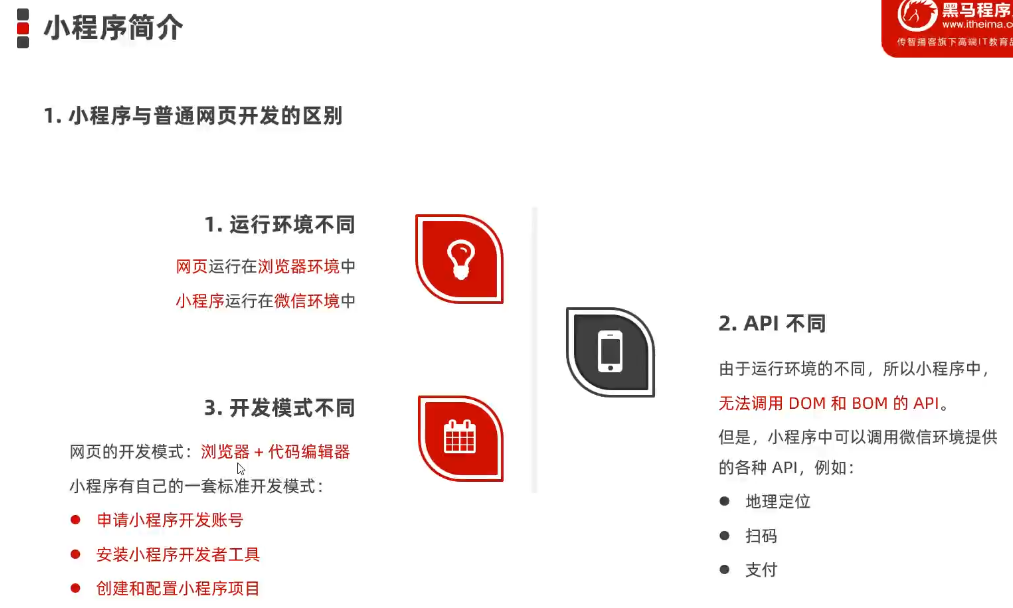 小程序简介
黑马程序
www.itheima.co
传智播客旗下高端IT教育品
1. 小程序与普通网页开发的区别
1. 运行环境不同
网页运行在浏览器环境中
小程序运行在微信环境中
2. API 不同
由于运行环境的不同，所以小程序中，
无法调用 DOM 和 BOM 的 API。
但是，小程序中可以调用微信环境提供
的各种 API，例如：
● 地理定位
● 扫码
● 支付
3. 开发模式不同
网页的开发模式：浏览器 + 代码编辑器
小程序有自己的一套标准开发模式：
● 申请小程序开发账号
● 安装小程序开发者工具
● 创建和配置小程序项目